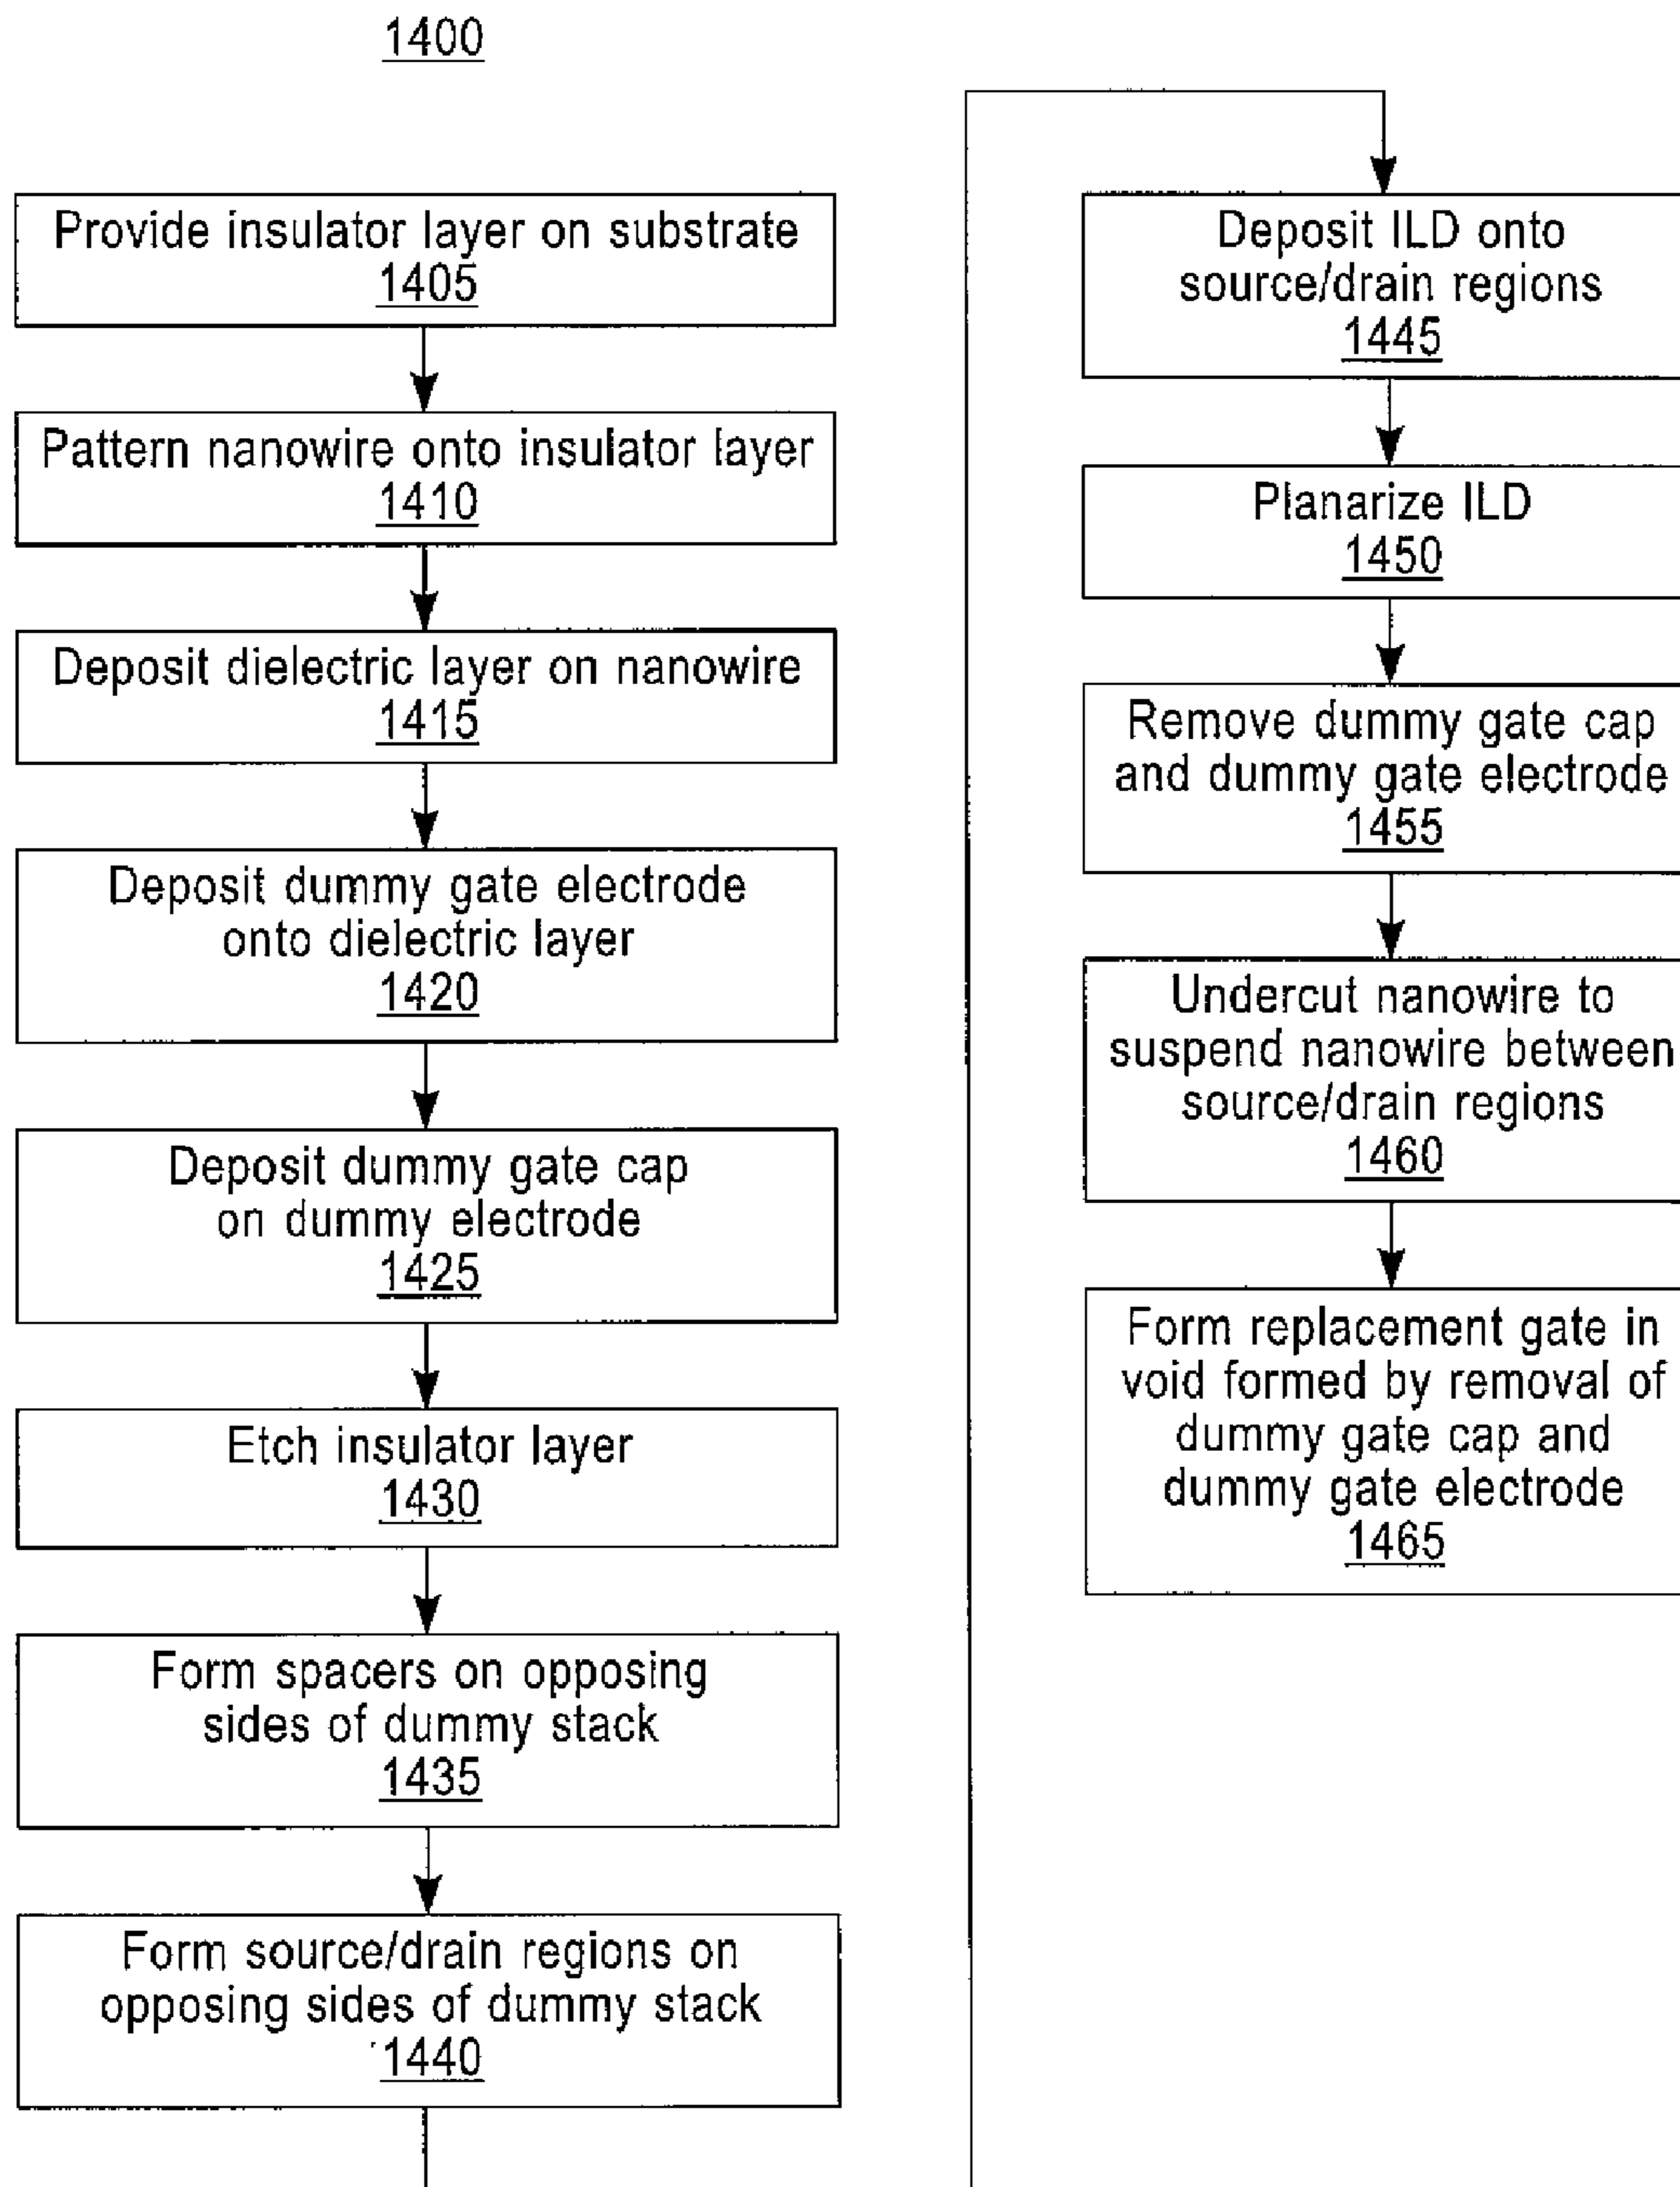 1400
Provide insulator layer on substrate
1405
Pattern nanowire onto insulator layer
1410
Deposit dielectric layer on nanowire
1415
Deposit dummy gate electrode
onto dielectric layer
1420
Deposit dummy gate cap
on dummy electrode
1425
Etch insulator layer
1430
Form spacers on opposing
sides of dummy stack
1435
Form source/drain regions on
opposing sides of dummy stack
1440
Deposit ILD onto
source/drain regions
1445
Planarize ILD
1450
Remove dummy gate cap
and dummy gate electrode
1455
Undercut nanowire to
suspend nanowire between
source/drain regions
1460
Form replacement gate in
void formed by removal of
dummy gate cap and
dummy gate electrode
1465